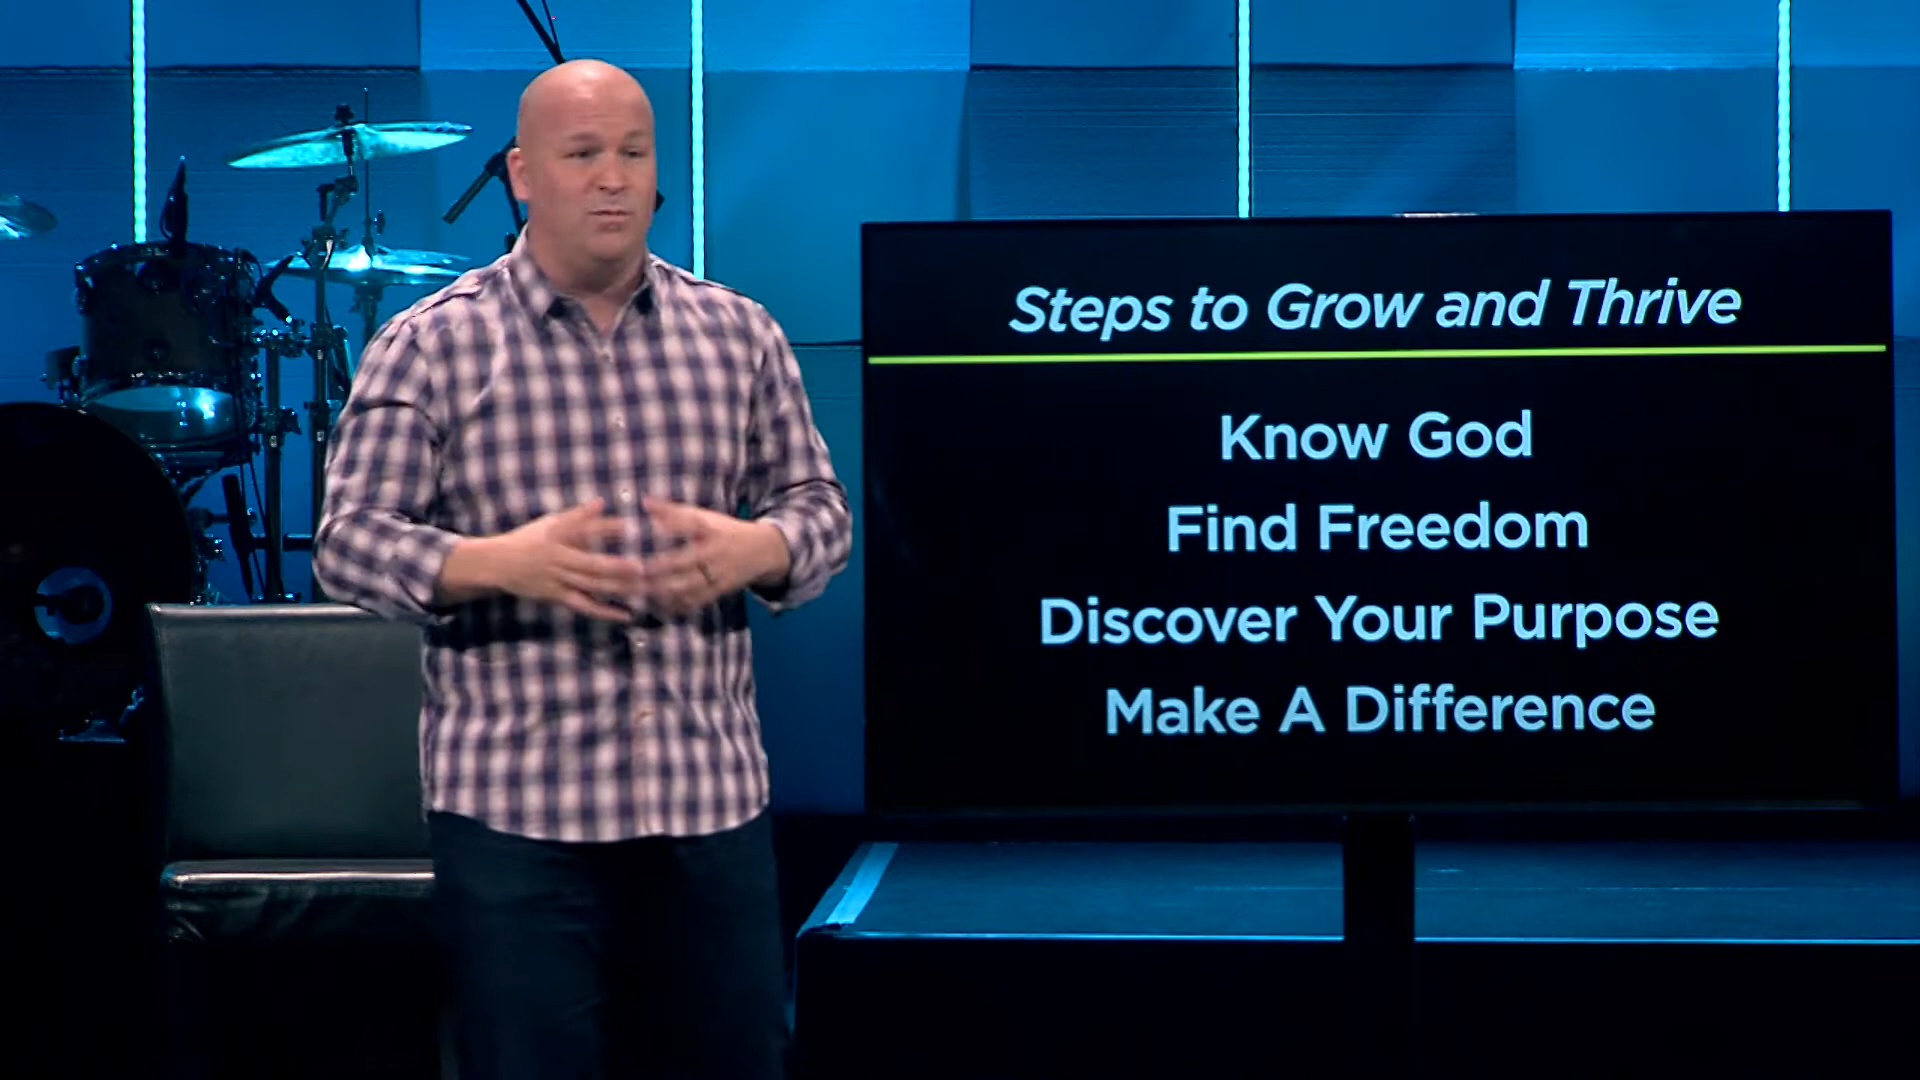 Steps to Grow and Thrive
Know God
Find Freedom
Discover Your Purpose
Make A Difference